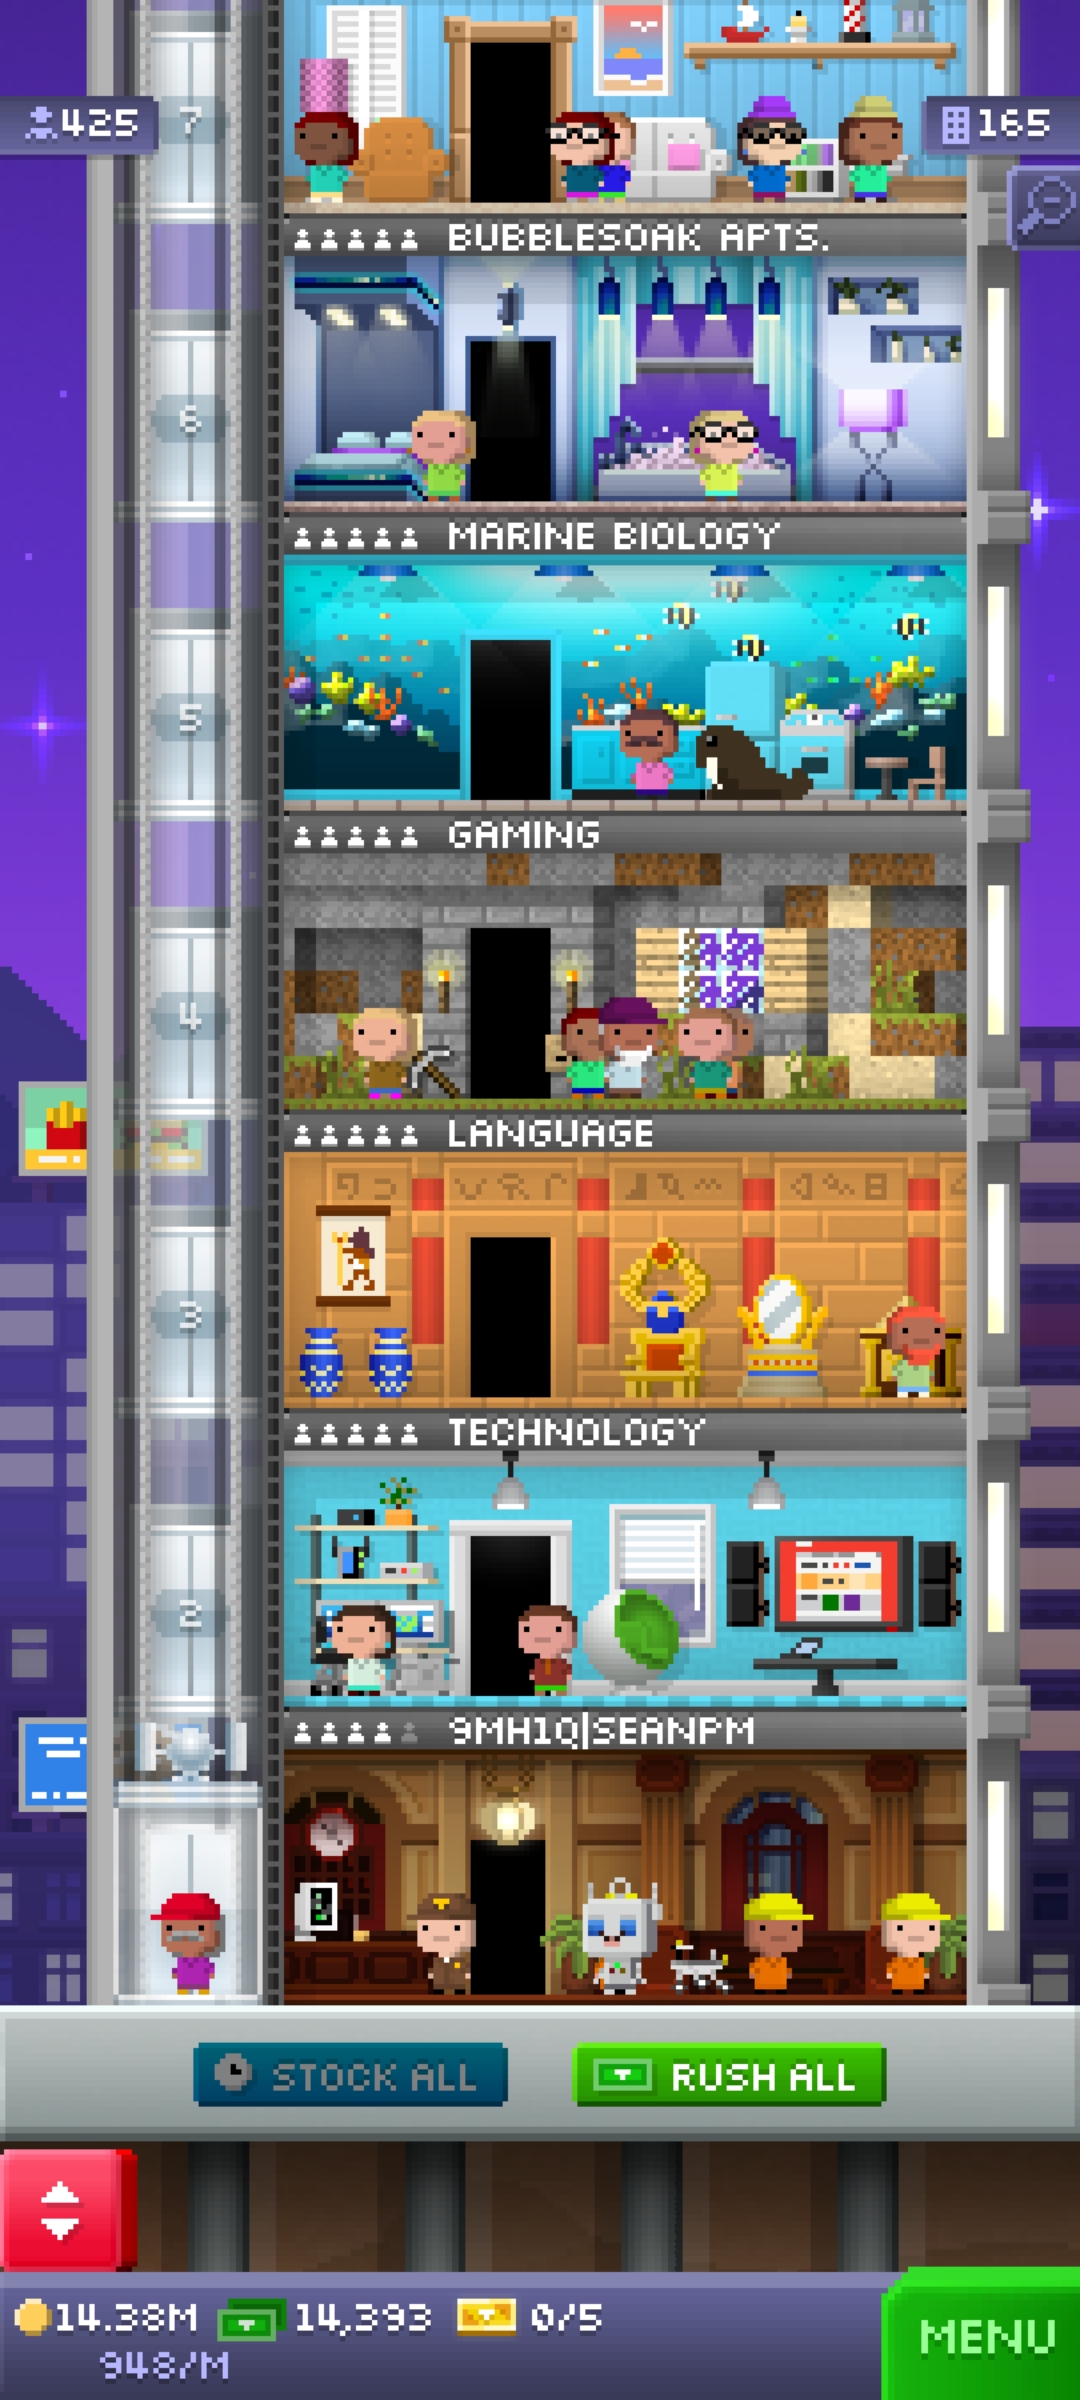 7
425
165
BUBBLESOAK APTS.
6
MARINE BIOLOGY
5
GAMING
4
LANGUAGE
3
TECHNOLOGY
2
9MH1Q|SEANPM
STOCK ALL
RUSH ALL
14.38M 14,393 0/5
948/M
MENU